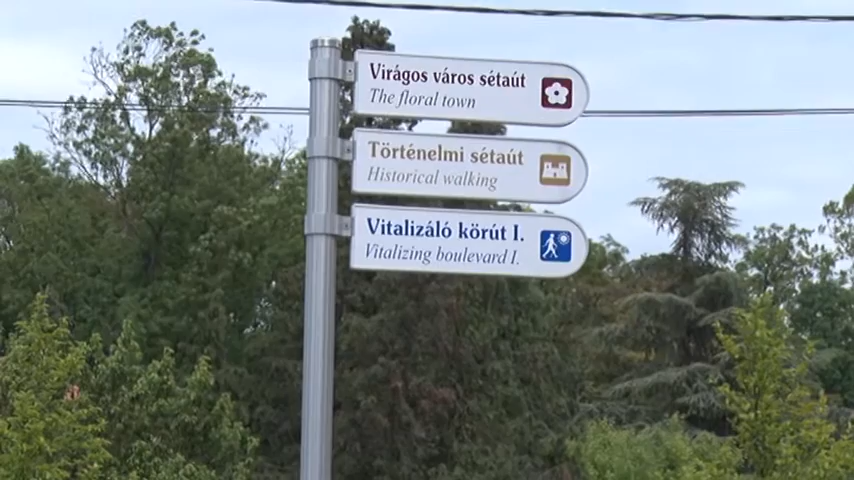 Virágos város sétaút
The floral town
Történelmi sétaút
Historical walking
Vitalizáló körút I.
Vitalizing boulevard I.